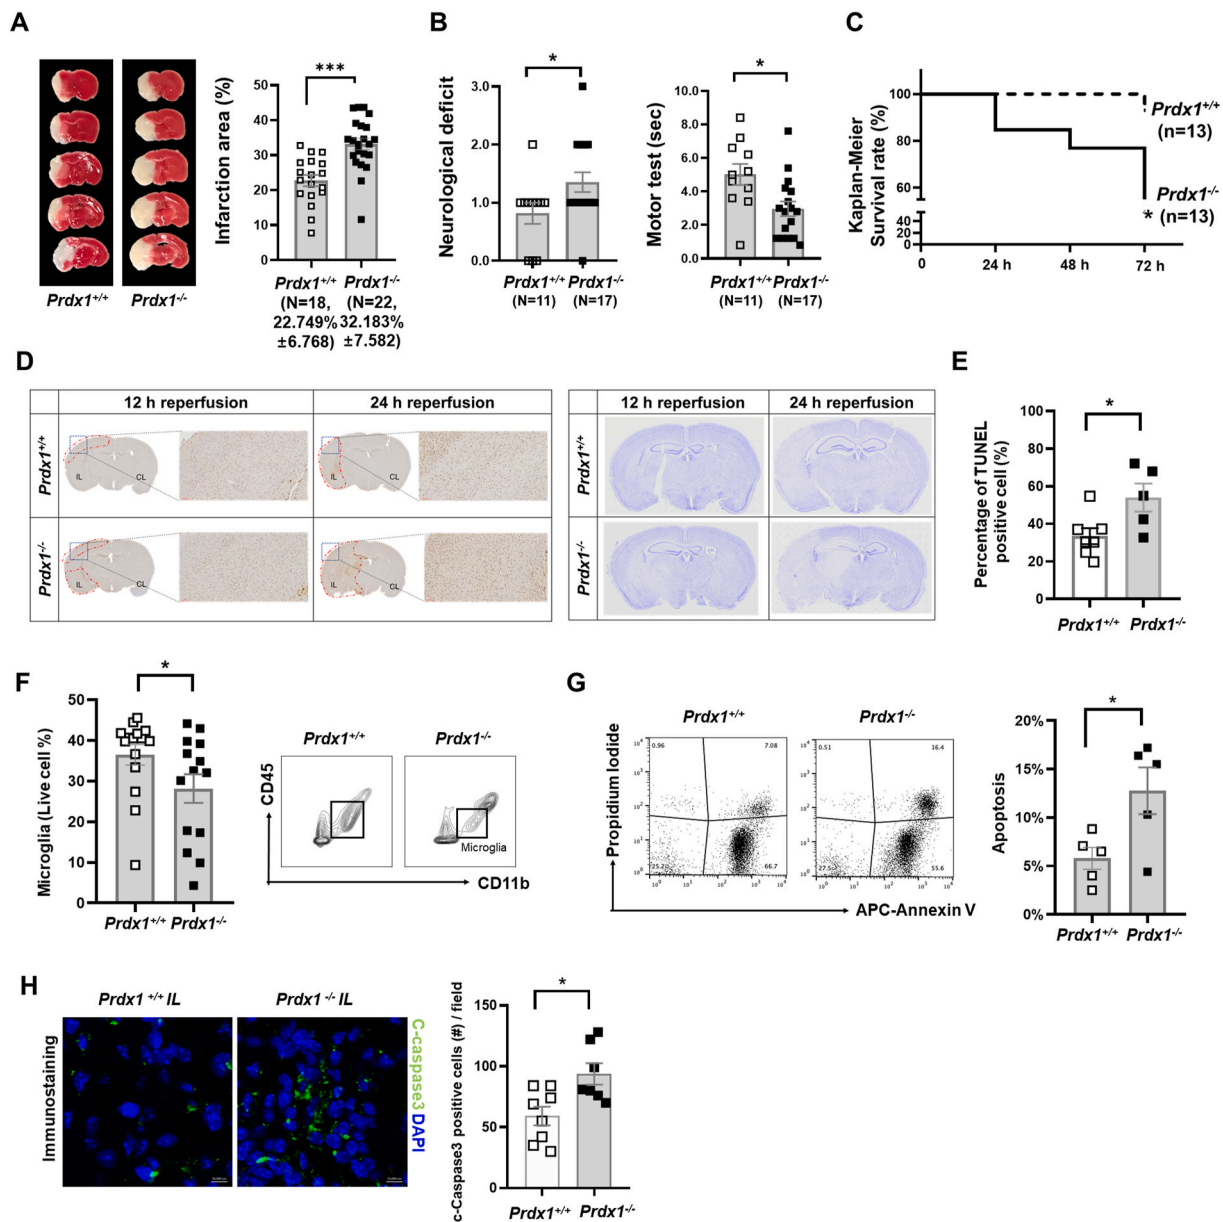 A
Prdx1+/+
Prdx1-/-
Infarction area (%)
50
40
30
20
10
0
***
Prdx1+/+
(N=18,
22.749%
±6.768)
Prdx1-/-
(N=22,
32.183%
±7.582)
B
Neurological deficit
3.0
2.0
1.0
0.0
*
Prdx1+/+
(N=11)
Prdx1-/-
(N=17)
Motor test (sec)
10.0
8.0
6.0
4.0
2.0
0.0
*
Prdx1+/+
(N=11)
Prdx1-/-
(N=17)
C
Kaplan-Meier
Survival rate (%)
100
80
60
40
20
0
0
24 h
48 h
72 h
Prdx1+/+
(n=13)
Prdx1-/-
* (n=13)
D
12 h reperfusion
24 h reperfusion
Prdx1+/+
IL
CL
IL
CL
Prdx1-/-
IL
CL
IL
CL
12 h reperfusion
24 h reperfusion
Prdx1+/+
Prdx1-/-
E
Percentage of TUNEL
positive cell (%)
100
80
60
40
20
0
*
Prdx1+/+
Prdx1-/-
F
Microglia (Live cell %)
50
40
30
20
10
0
*
Prdx1+/+
Prdx1-/-
Prdx1+/+
Prdx1-/-
CD45
Microglia
CD11b
G
Prdx1+/+
Prdx1-/-
Propidium Iodide
0.96
7.08
66.7
0.51
16.4
55.6
APC-Annexin V
Apoptosis
20%
15%
10%
5%
0%
*
Prdx1+/+
Prdx1-/-
H
Prdx1 +/+ IL
Prdx1 -/- IL
Immunostaining
C-caspase3 DAPI
c-Caspase3 positive cells (#) / field
150
100
50
0
*
Prdx1+/+
Prdx1-/-